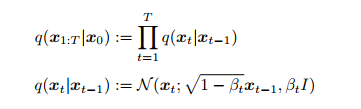 q(x_{1:T}|x_0) := \prod_{t=1}^{T} q(x_t|x_{t-1})
q(x_t|x_{t-1}) := \mathcal{N}(x_t; \sqrt{1-\beta_t}x_{t-1}, \beta_t I)